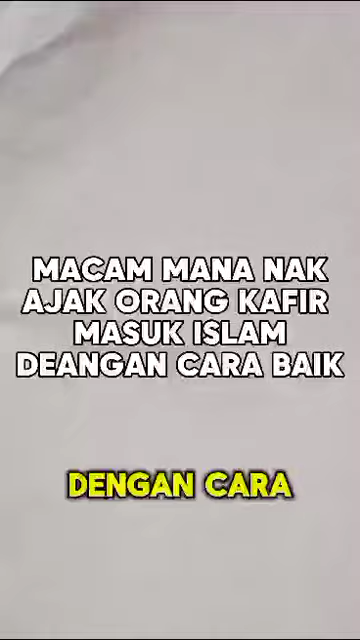 MACAM MANA NAK
AJAK ORANG KAFIR
MASUK ISLAM
DEANGAN CARA BAIK
DENGAN CARA